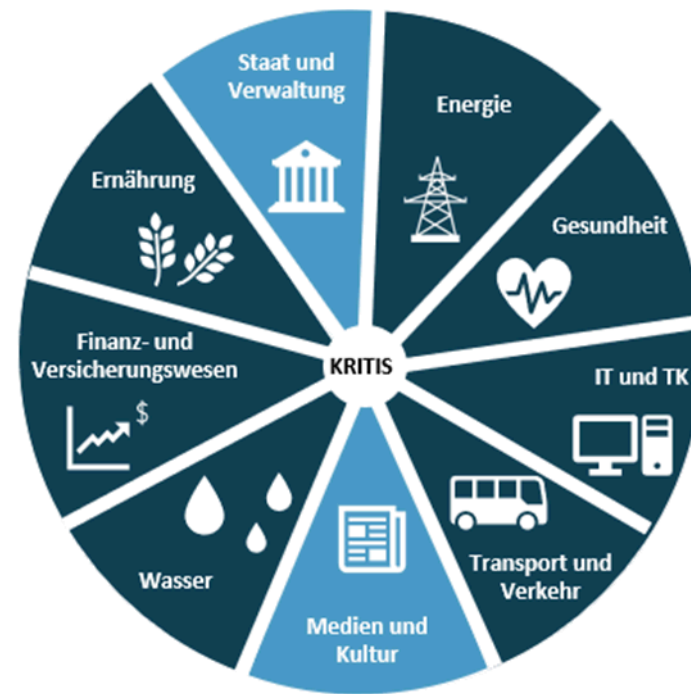 Staat und
Verwaltung
Energie
Gesundheit
IT und TK
Transport und
Verkehr
Medien und
Kultur
Wasser
Finanz- und
Versicherungswesen
$
Ernährung
KRITIS